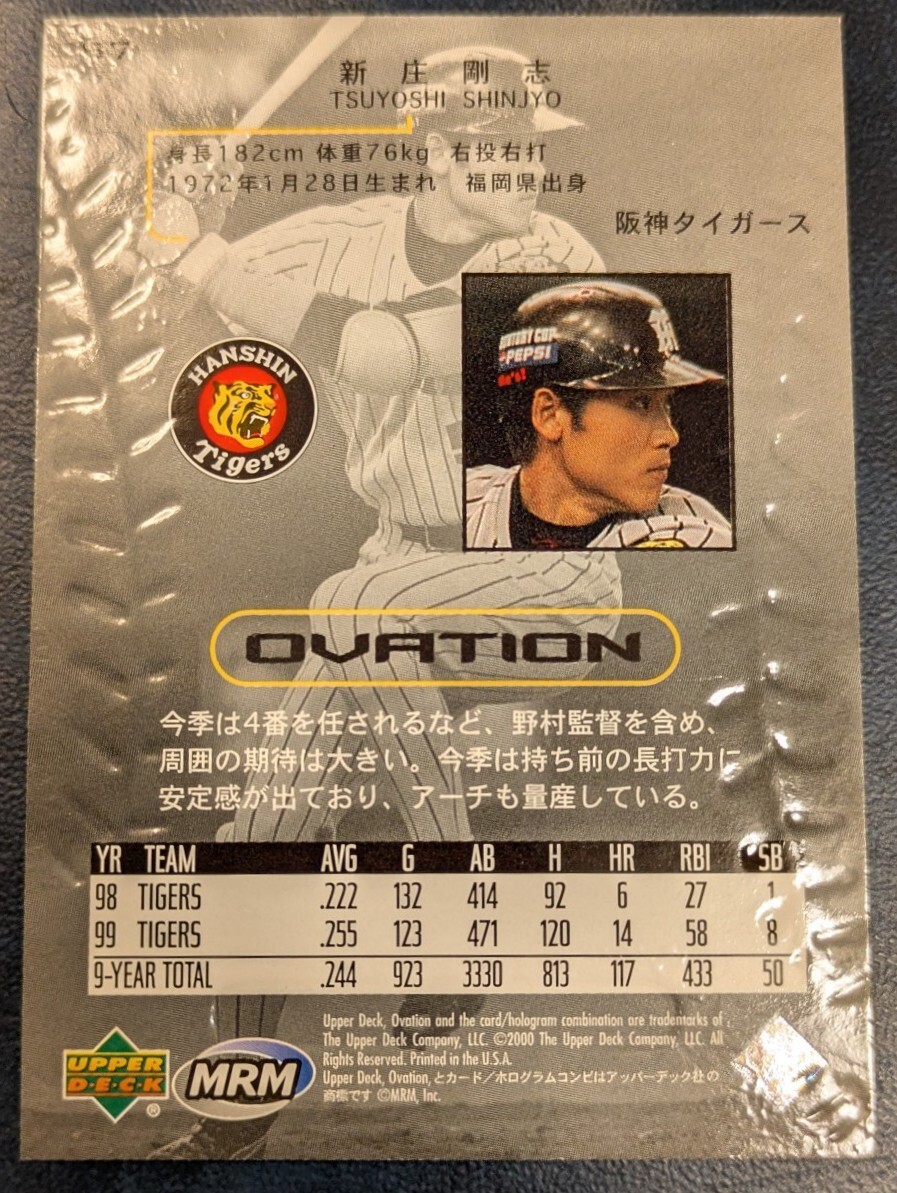 新庄剛志
TSUYOSHI SHINJYO
身長182cm 体重76kg 右投右打
1972年1月28日生まれ 福岡県出身
阪神タイガース
PEPSI
HANSHIN
Tigers
OVATION
今季は4番を任されるなど、野村監督を含め、
周囲の期待は大きい。今季は持ち前の長打力に
安定感が出ており、アーチも量産している。
YR TEAM AVG G AB H HR RBI SB
98 TIGERS .222 132 414 92 6 27 1
99 TIGERS .255 123 471 120 14 58 8
9-YEAR TOTAL .244 923 3330 813 117 433 50
Upper Deck, Ovation and the card/hologram combination are trademarks of
The Upper Deck Company, LLC. ©2000 The Upper Deck Company, LLC. All
Rights Reserved. Printed in the U.S.A.
Upper Deck, Ovation, とカード/ホログラムコンビはアッパーデック社の
商標です ©MRM, Inc.
UPPER
DECK
®
MRM